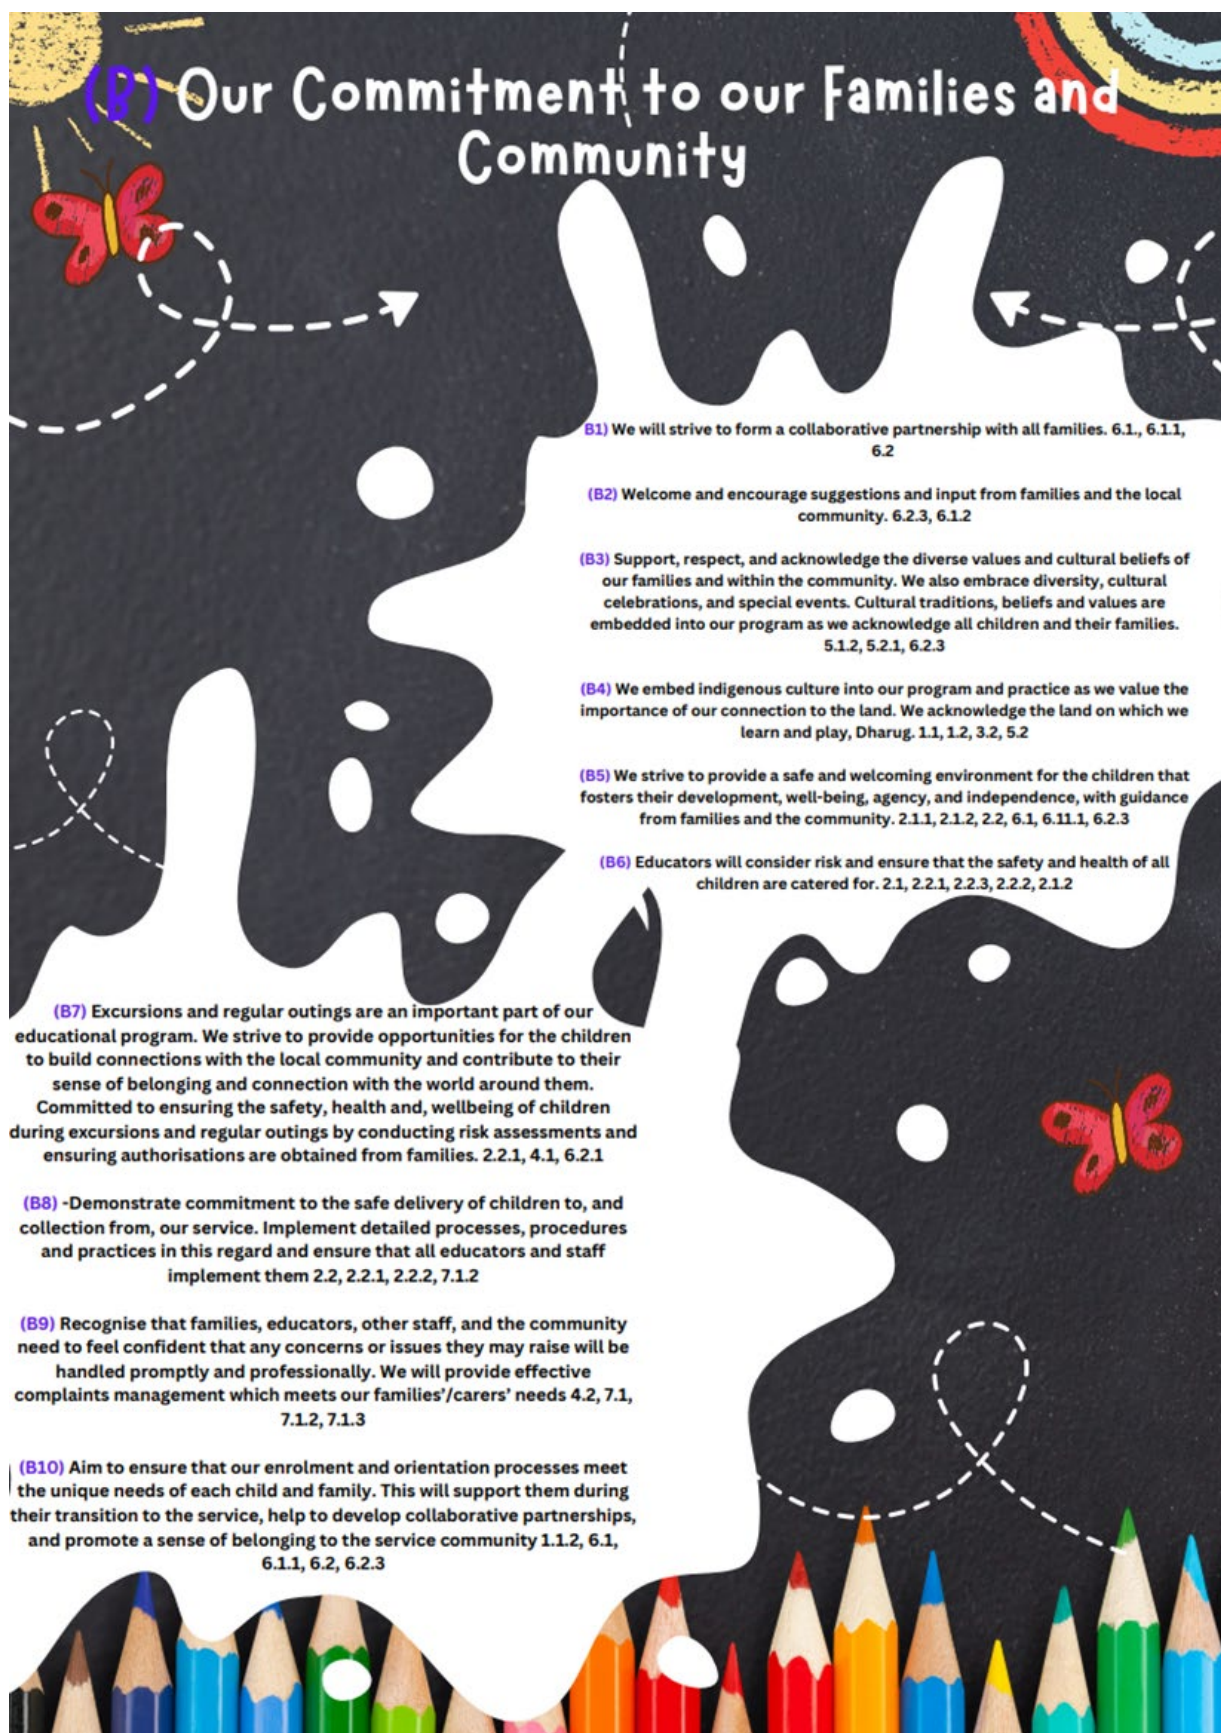 (B) Our Commitment to our Families and
Community
B1) We will strive to form a collaborative partnership with all families. 6.1., 6.1.1,
6.2
(B2) Welcome and encourage suggestions and input from families and the local
community. 6.2.3, 6.1.2
(B3) Support, respect, and acknowledge the diverse values and cultural beliefs of
our families and within the community. We also embrace diversity, cultural
celebrations, and special events. Cultural traditions, beliefs and values are
embedded into our program as we acknowledge all children and their families.
5.1.2, 5.2.1, 6.2.3
(B4) We embed indigenous culture into our program and practice as we value the
importance of our connection to the land. We acknowledge the land on which we
learn and play, Dharug. 1.1, 1.2, 3.2, 5.2
(B5) We strive to provide a safe and welcoming environment for the children that
fosters their development, well-being, agency, and independence, with guidance
from families and the community. 2.1.1, 2.1.2, 2.2, 6.1, 6.11.1, 6.2.3
(B6) Educators will consider risk and ensure that the safety and health of all
children are catered for. 2.1, 2.2.1, 2.2.3, 2.2.2, 2.1.2
(B7) Excursions and regular outings are an important part of our
educational program. We strive to provide opportunities for the children
to build connections with the local community and contribute to their
sense of belonging and connection with the world around them.
Committed to ensuring the safety, health and, wellbeing of children
during excursions and regular outings by conducting risk assessments and
ensuring authorisations are obtained from families. 2.2.1, 4.1, 6.2.1
(B8) -Demonstrate commitment to the safe delivery of children to, and
collection from, our service. Implement detailed processes, procedures
and practices in this regard and ensure that all educators and staff
implement them 2.2, 2.2.1, 2.2.2, 7.1.2
(B9) Recognise that families, educators, other staff, and the community
need to feel confident that any concerns or issues they may raise will be
handled promptly and professionally. We will provide effective
complaints management which meets our families'/carers' needs 4.2, 7.1,
7.1.2, 7.1.3
(B10) Aim to ensure that our enrolment and orientation processes meet
the unique needs of each child and family. This will support them during
their transition to the service, help to develop collaborative partnerships,
and promote a sense of belonging to the service community 1.1.2, 6.1,
6.1.1, 6.2, 6.2.3